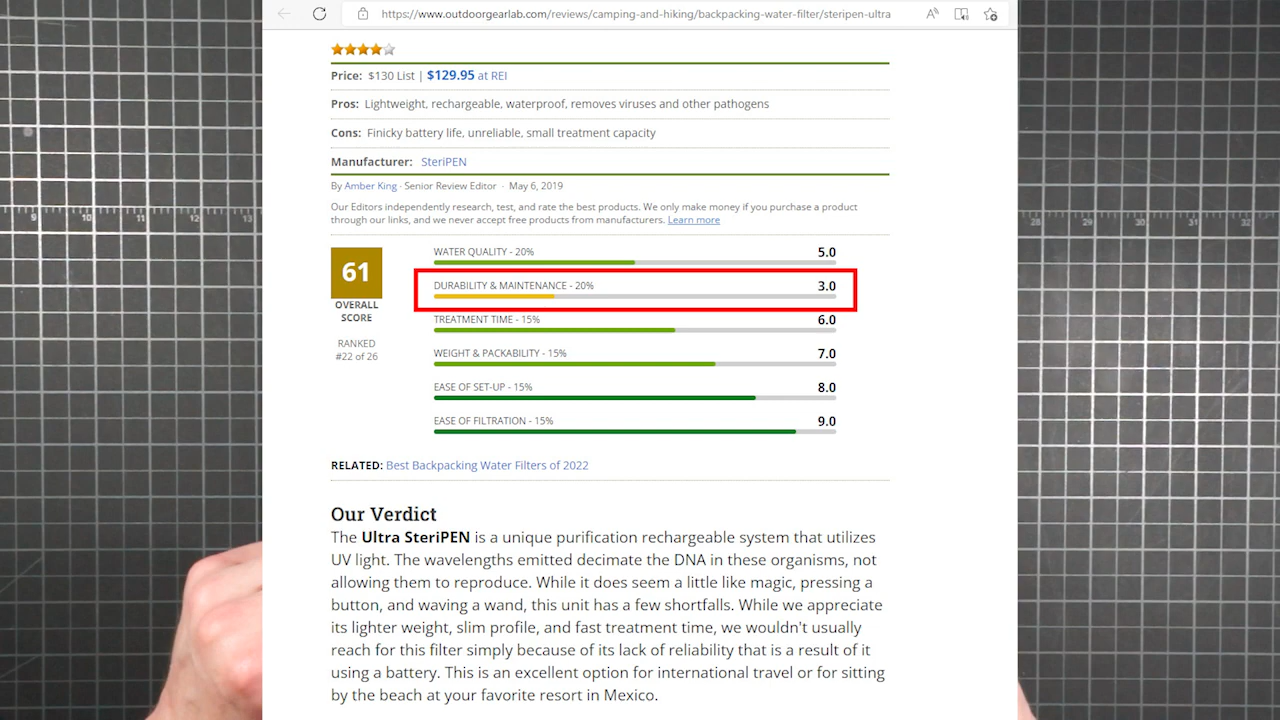 https://www.outdoorgearlab.com/reviews/camping-and-hiking/backpacking-water-filter/steripen-ultra
Price: $130 List | $129.95 at REI
Pros: Lightweight, rechargeable, waterproof, removes viruses and other pathogens
Cons: Finicky battery life, unreliable, small treatment capacity
Manufacturer: SteriPEN
By Amber King · Senior Review Editor · May 6, 2019
Our Editors independently research, test, and rate the best products. We only make money if you purchase a product
through our links, and we never accept free products from manufacturers. Learn more
61
OVERALL
SCORE
RANKED
#22 of 26
WATER QUALITY - 20% 5.0
DURABILITY & MAINTENANCE - 20% 3.0
TREATMENT TIME - 15% 6.0
WEIGHT & PACKABILITY - 15% 7.0
EASE OF SET-UP - 15% 8.0
EASE OF FILTRATION - 15% 9.0
RELATED: Best Backpacking Water Filters of 2022
Our Verdict
The Ultra SteriPEN is a unique purification rechargeable system that utilizes
UV light. The wavelengths emitted decimate the DNA in these organisms, not
allowing them to reproduce. While it does seem a little like magic, pressing a
button, and waving a wand, this unit has a few shortfalls. While we appreciate
its lighter weight, slim profile, and fast treatment time, we wouldn't usually
reach for this filter simply because of its lack of reliability that is a result of it
using a battery. This is an excellent option for international travel or for sitting
by the beach at your favorite resort in Mexico.
9 10 11 12 13
28 29 30 31 32